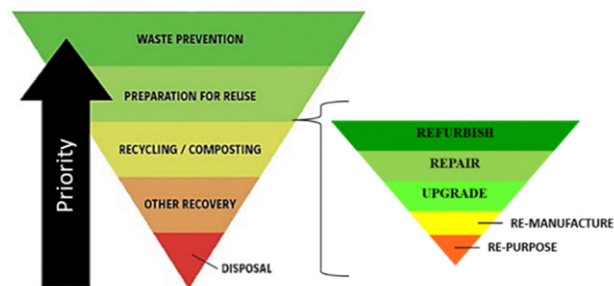 WASTE PREVENTION
PREPARATION FOR REUSE
RECYCLING / COMPOSTING
OTHER RECOVERY
DISPOSAL
Priority
REFURBISH
REPAIR
UPGRADE
RE-MANUFACTURE
RE-PURPOSE